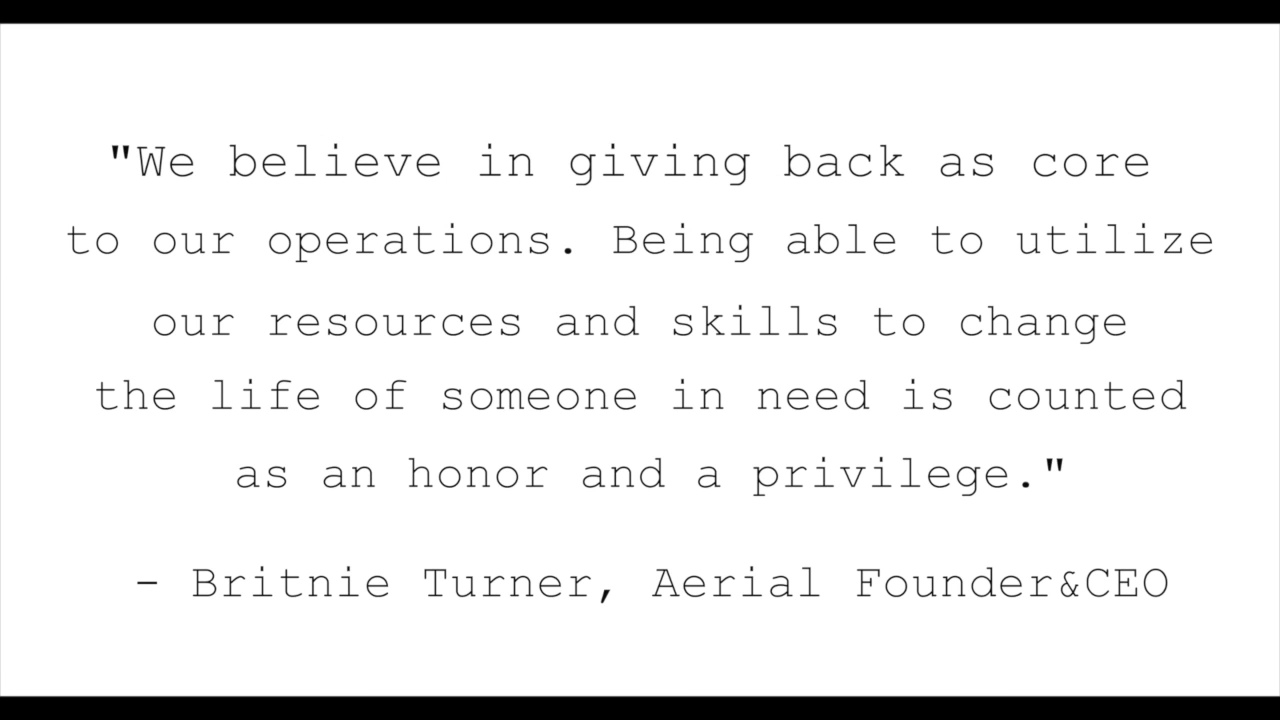 "We believe in giving back as core
to our operations. Being able to utilize
our resources and skills to change
the life of someone in need is counted
as an honor and a privilege."
- Britnie Turner, Aerial Founder&CEO